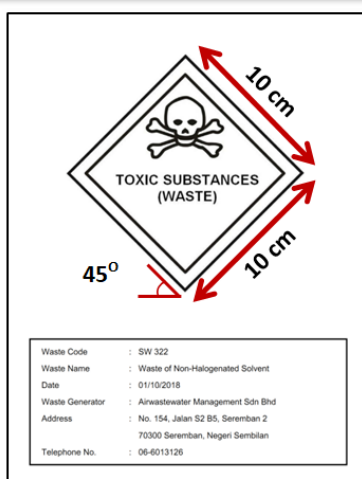 10 cm
TOXIC SUBSTANCES
(WASTE)
10 cm
45°
Waste Code : SW 322
Waste Name : Waste of Non-Halogenated Solvent
Date : 01/10/2018
Waste Generator : Airwastewater Management Sdn Bhd
Address : No. 154, Jalan S2 B5, Seremban 2
70300 Seremban, Negeri Sembilan
Telephone No. : 06-6013126